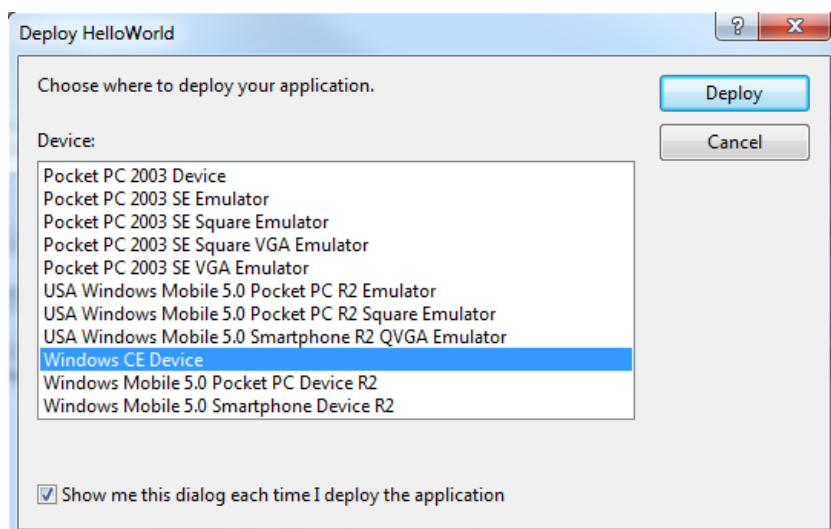 Deploy HelloWorld
Choose where to deploy your application.
Deploy
Device:
Cancel
Pocket PC 2003 Device
Pocket PC 2003 SE Emulator
Pocket PC 2003 SE Square Emulator
Pocket PC 2003 SE Square VGA Emulator
Pocket PC 2003 SE VGA Emulator
USA Windows Mobile 5.0 Pocket PC R2 Emulator
USA Windows Mobile 5.0 Pocket PC R2 Square Emulator
USA Windows Mobile 5.0 Smartphone R2 QVGA Emulator
Windows CE Device
Windows Mobile 5.0 Pocket PC Device R2
Windows Mobile 5.0 Smartphone Device R2
Show me this dialog each time I deploy the application